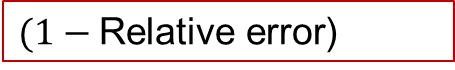 (1 − Relative error)